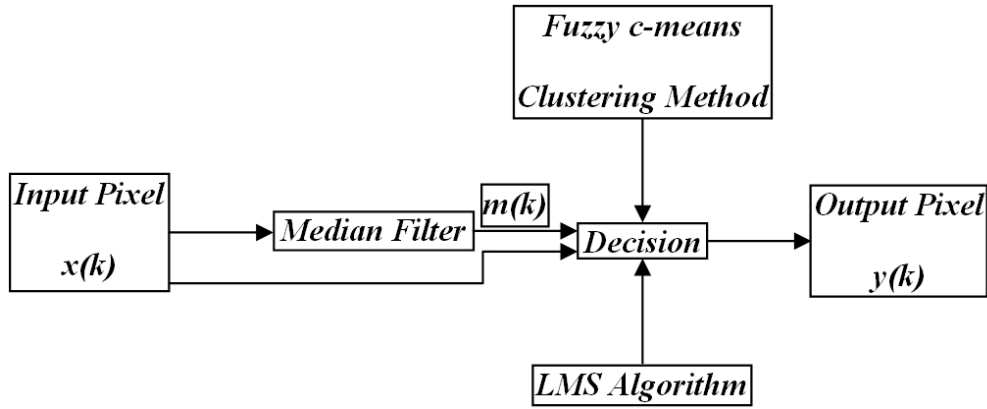 Fuzzy c-means
Clustering Method
Input Pixel
x(k)
Median Filter
m(k)
Decision
Output Pixel
y(k)
LMS Algorithm